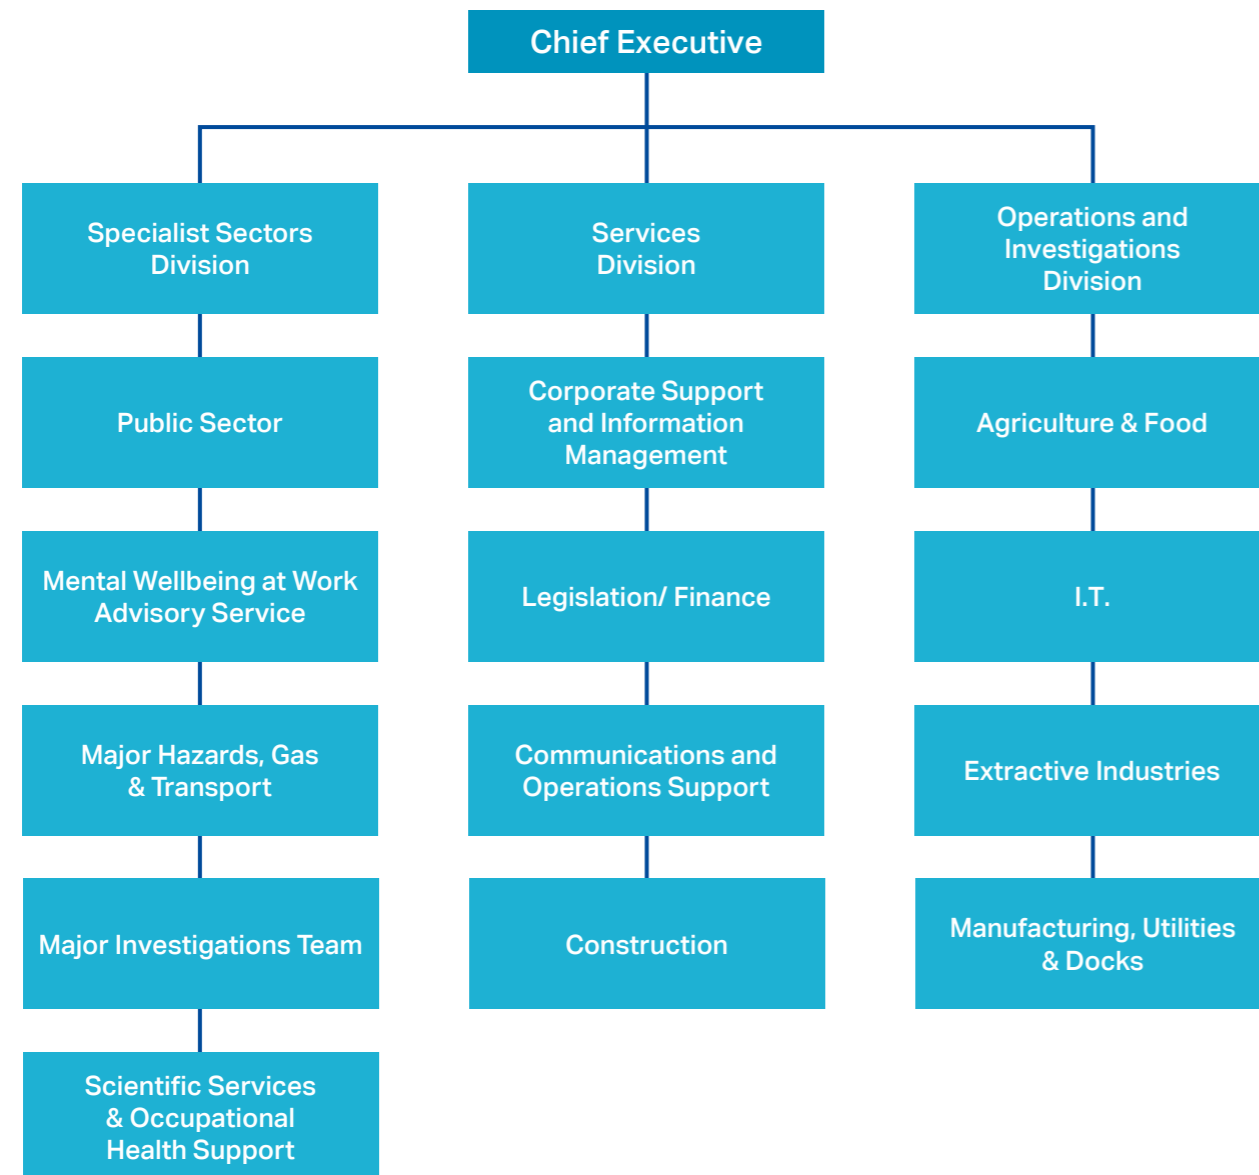 Chief Executive
Specialist Sectors
Division
Public Sector
Mental Wellbeing at Work
Advisory Service
Major Hazards, Gas
& Transport
Major Investigations Team
Scientific Services
& Occupational
Health Support
Services
Division
Corporate Support
and Information
Management
Legislation/ Finance
Communications and
Operations Support
Construction
Operations and
Investigations
Division
Agriculture & Food
I.T.
Extractive Industries
Manufacturing, Utilities
& Docks